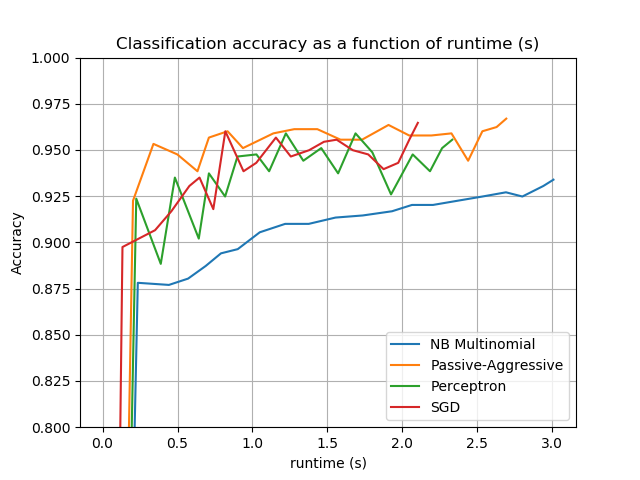 Classification accuracy as a function of runtime (s)
1.000
0.975
0.950
0.925
0.900
0.875
0.850
0.825
0.800
Accuracy
NB Multinomial
Passive-Aggressive
Perceptron
SGD
0.0 0.5 1.0 1.5 2.0 2.5 3.0
runtime (s)